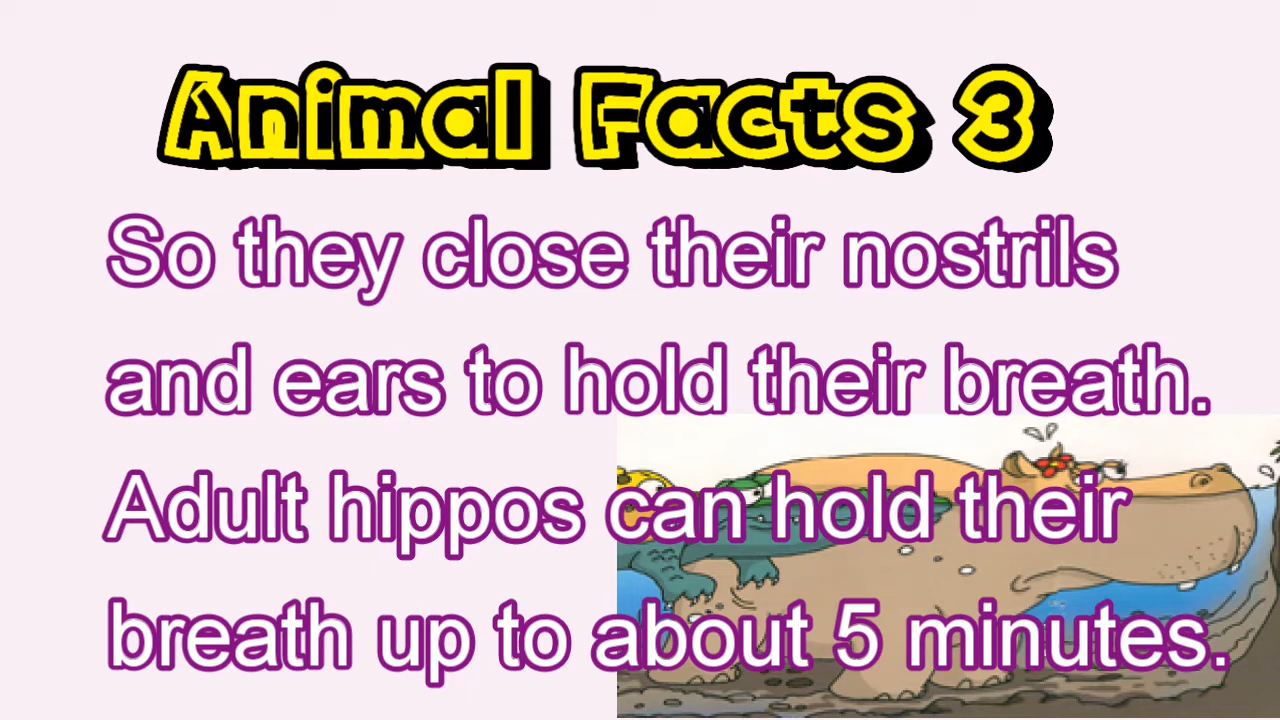 Animal Facts 3
So they close their nostrils
and ears to hold their breath.
Adult hippos can hold their
breath up to about 5 minutes.